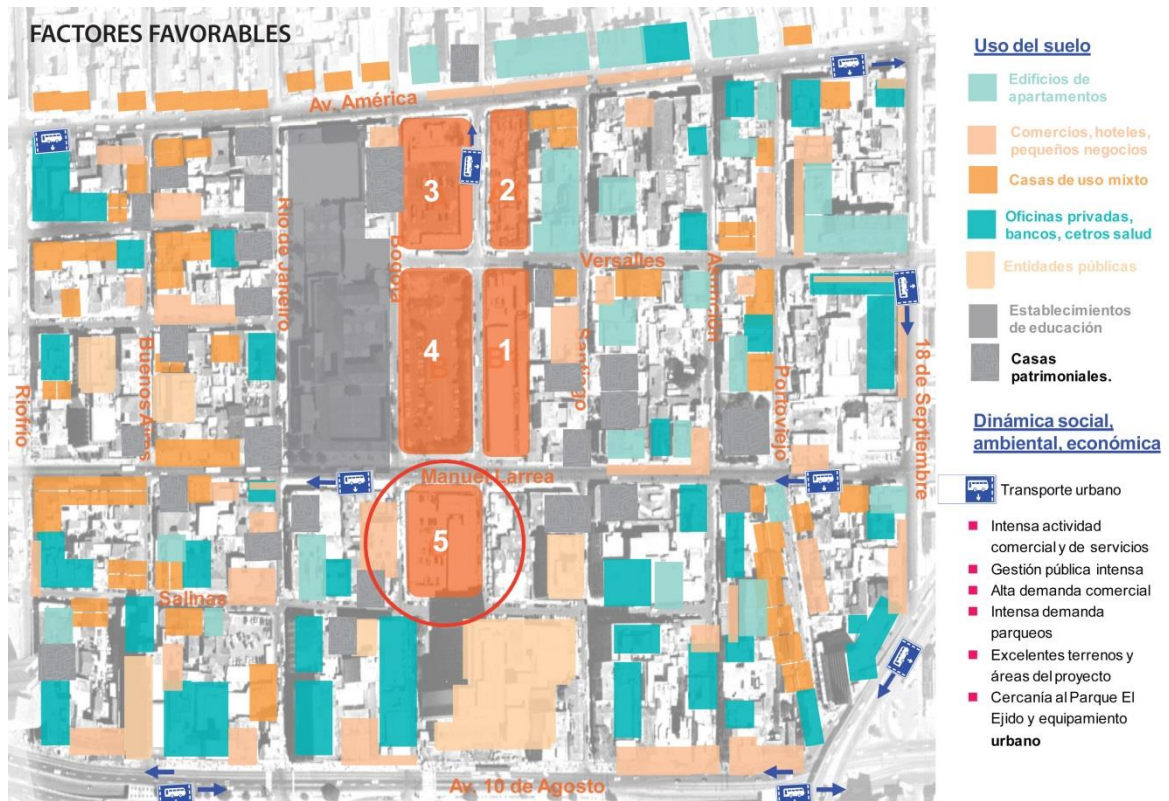 FACTORES FAVORABLES
Av. América
Río de Janeiro
Bogotá
Versalles
Asunción
Santiago
Buenos Aires
Riofrío
Portoviejo
18 de Septiembre
Manuel Larrea
Salinas
Av. 10 de Agosto
3
2
4
1
5
Uso del suelo
Edificios de
apartamentos
Comercios, hoteles,
pequeños negocios
Casas de uso mixto
Oficinas privadas,
bancos, cetros salud
Entidades públicas
Establecimientos
de educación
Casas
patrimoniales.
Dinámica social,
ambiental, económica
Transporte urbano
Intensa actividad
comercial y de servicios
Gestión pública intensa
Alta demanda comercial
Intensa demanda
parqueos
Excelentes terrenos y
áreas del proyecto
Cercanía al Parque El
Ejido y equipamiento
urbano